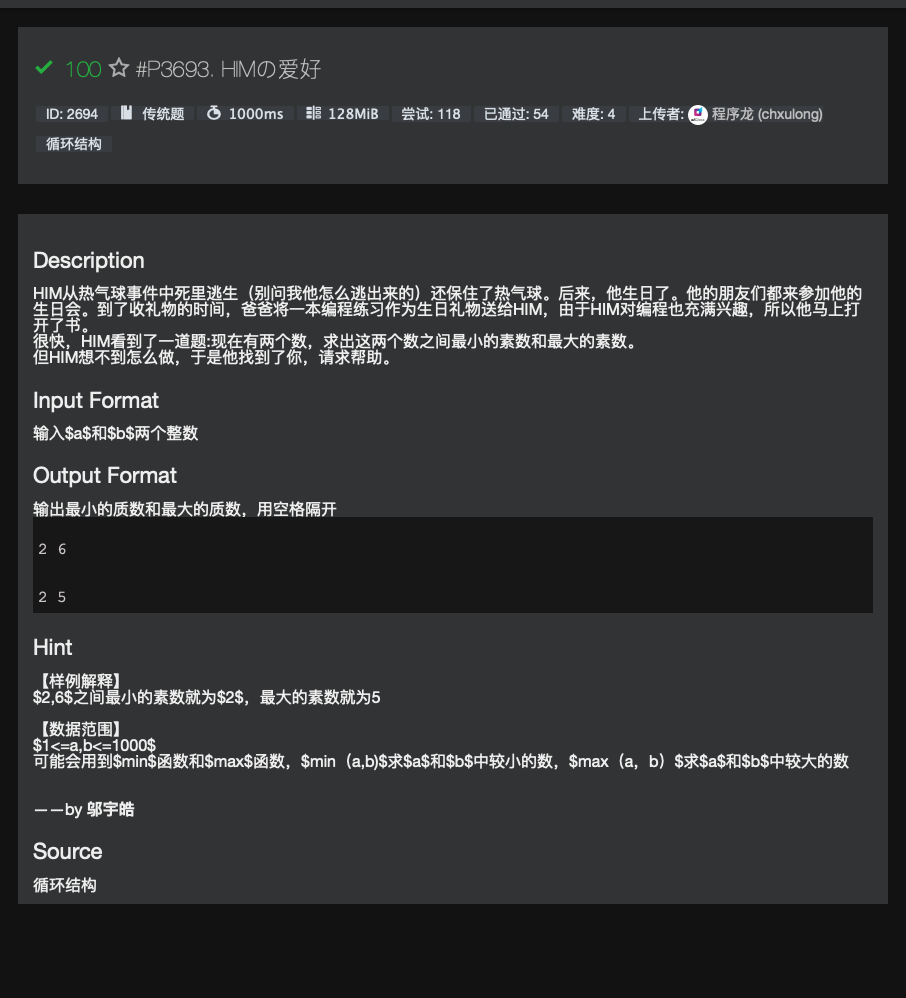 100 #P3693. HIMの爱好
ID: 2694 传统题 1000ms 128MiB 尝试: 118 已通过: 54 难度: 4 上传者: 程序龙 (chxulong)
循环结构
Description
HIM从热气球事件中死里逃生（别问我他怎么逃出来的）还保住了热气球。后来，他生日了。他的朋友们都来参加他的
生日会。到了收礼物的时间，爸爸将一本编程练习作为生日礼物送给HIM，由于HIM对编程也充满兴趣，所以他马上打
开了书。
很快，HIM看到了一道题:现在有两个数，求出这两个数之间最小的素数和最大的素数。
但HIM想不到怎么做，于是他找到了你，请求帮助。
Input Format
输入$a$和$b$两个整数
Output Format
输出最小的质数和最大的质数，用空格隔开
2 6
2 5
Hint
【样例解释】
$2,6$之间最小的素数就为$2$，最大的素数就为5
【数据范围】
$1<=a,b<=1000$
可能会用到$min$函数和$max$函数，$min（a,b)$求$a$和$b$中较小的数，$max（a，b）$求$a$和$b$中较大的数
——by 邬宇皓
Source
循环结构